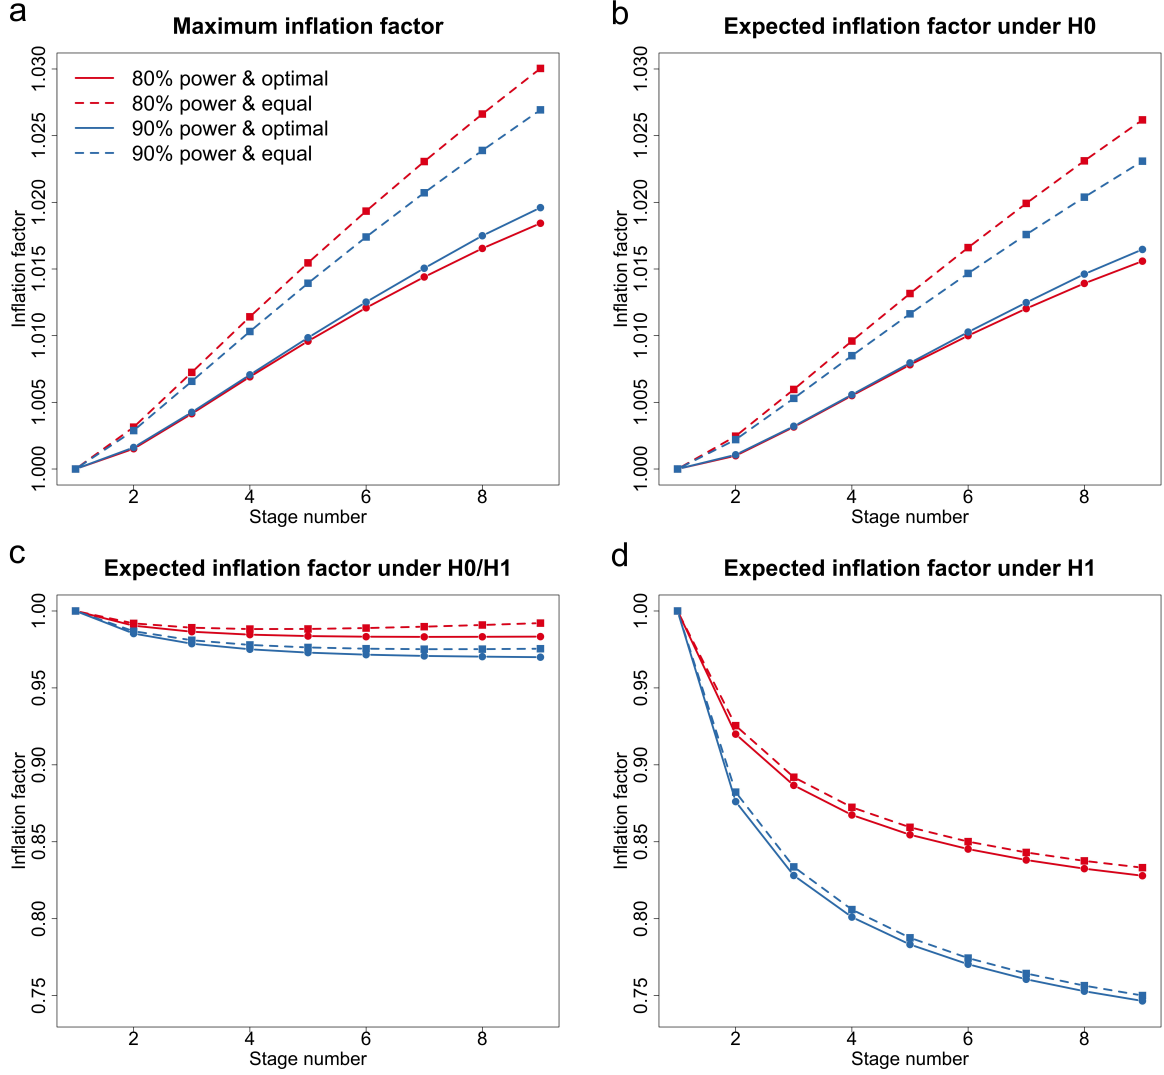 a
Maximum inflation factor
Inflation factor
1.030
1.025
1.020
1.015
1.010
1.005
1.000
80% power & optimal
80% power & equal
90% power & optimal
90% power & equal
2 4 6 8
Stage number
b
Expected inflation factor under H0
Inflation factor
1.030
1.025
1.020
1.015
1.010
1.005
1.000
2 4 6 8
Stage number
c
Expected inflation factor under H0/H1
Inflation factor
1.00
0.95
0.90
0.85
0.80
0.75
2 4 6 8
Stage number
d
Expected inflation factor under H1
Inflation factor
1.00
0.95
0.90
0.85
0.80
0.75
2 4 6 8
Stage number